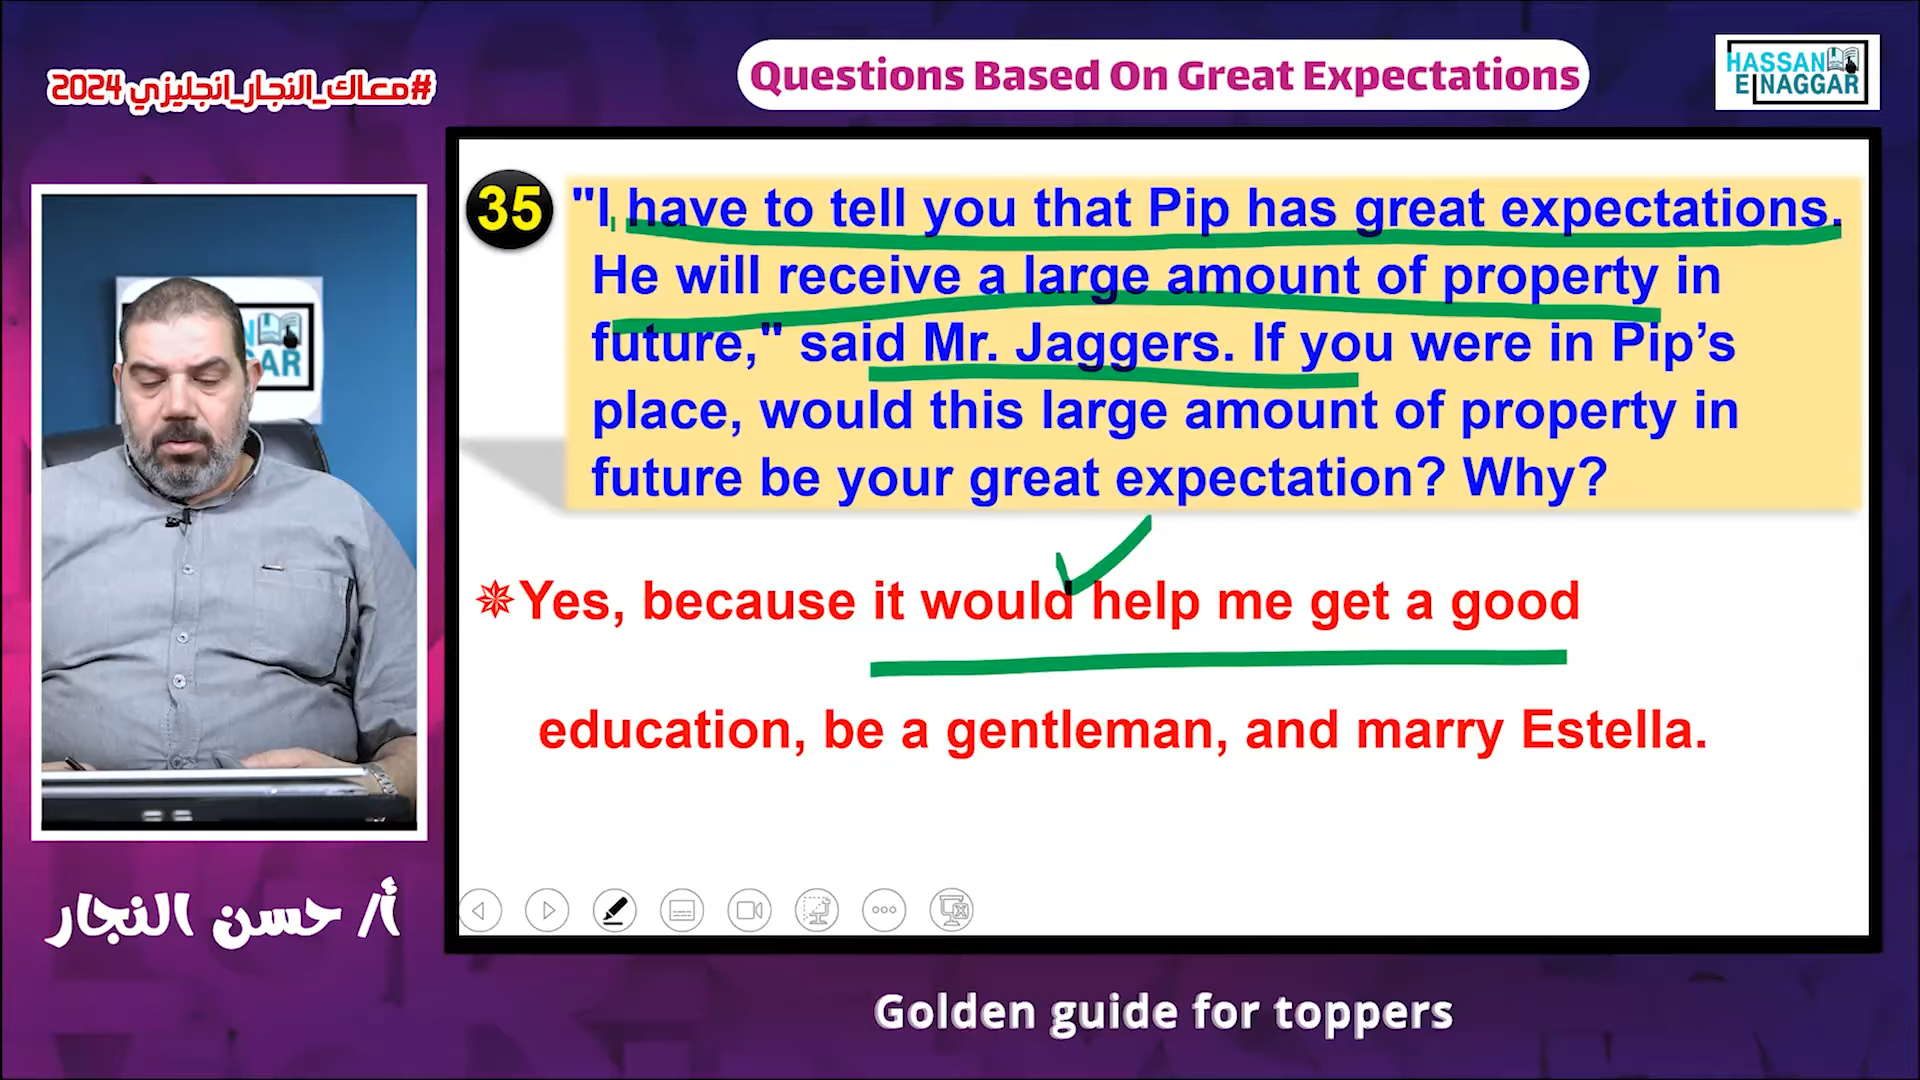 #معاك_النجار_انجليزي 2024
Questions Based On Great Expectations
HASSAN
ELNAGGAR
35
"I have to tell you that Pip has great expectations.
He will receive a large amount of property in
future," said Mr. Jaggers. If you were in Pip’s
place, would this large amount of property in
future be your great expectation? Why?
Yes, because it would help me get a good
education, be a gentleman, and marry Estella.
أ/ حسن النجار
Golden guide for toppers